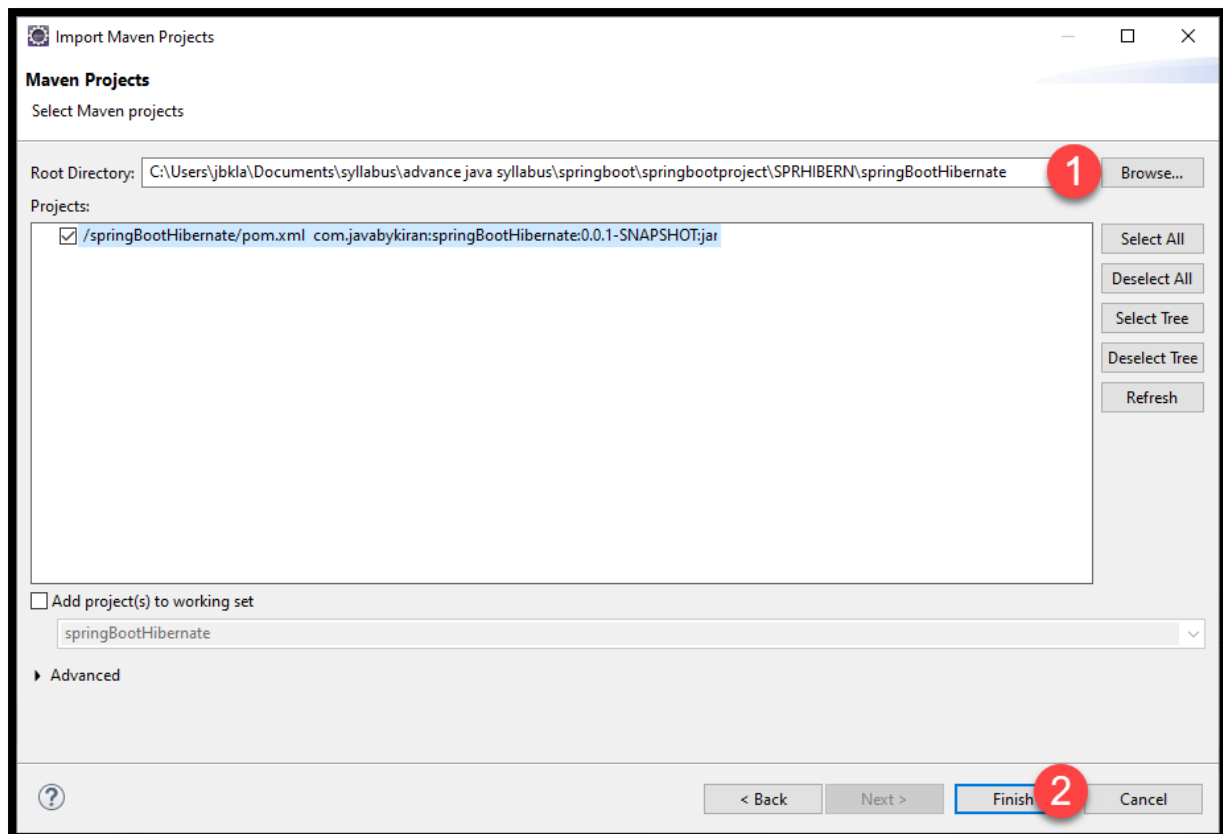 Import Maven Projects
Maven Projects
Select Maven projects
Root Directory: C:\Users\jbkla\Documents\syllabus\advance java syllabus\springboot\springbootproject\SPRHIBERN\springBootHibernate 1 Browse...
Projects:
/springBootHibernate/pom.xml com.javabykiran:springBootHibernate:0.0.1-SNAPSHOT:jar
Select All
Deselect All
Select Tree
Deselect Tree
Refresh
Add project(s) to working set
springBootHibernate
Advanced
? < Back Next > Finish 2 Cancel